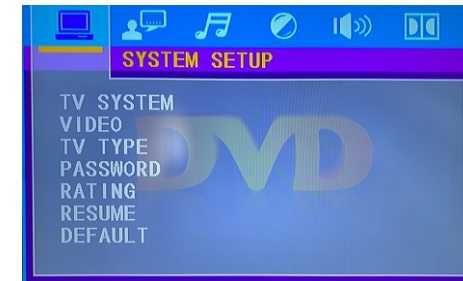 SYSTEM SETUP
TV SYSTEM
VIDEO
TV TYPE
PASSWORD
RATING
RESUME
DEFAULT
DVD